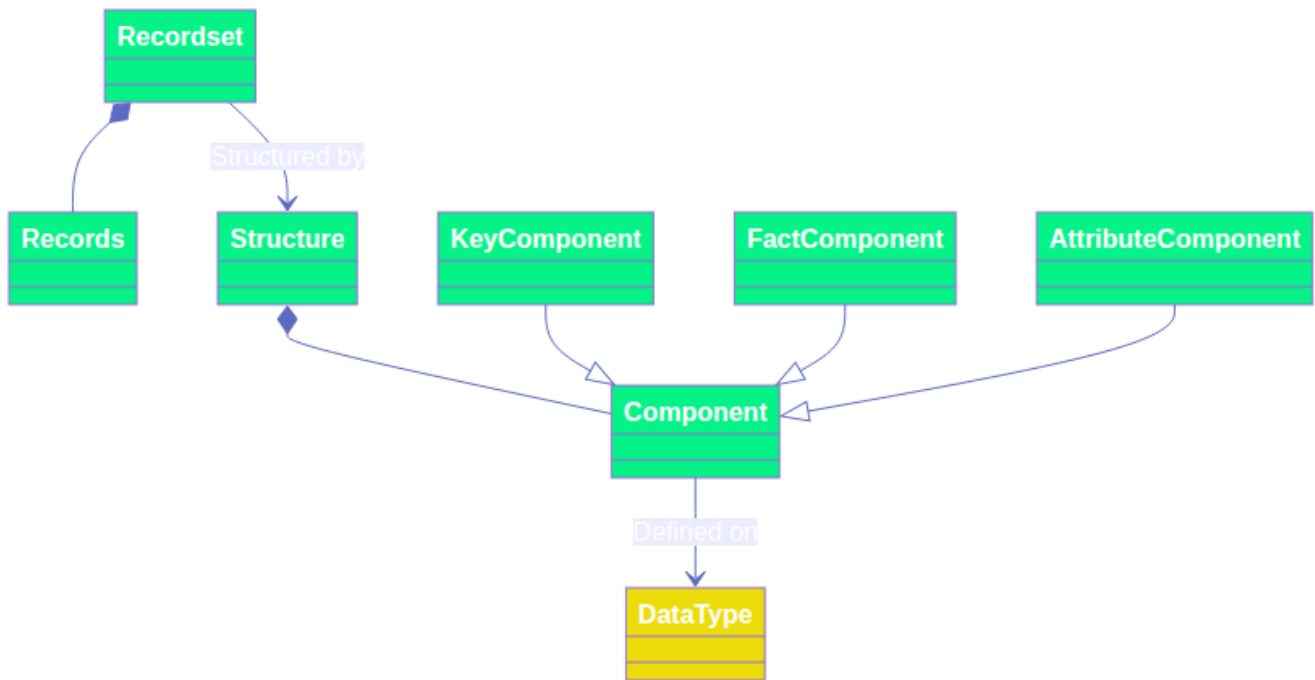 Recordset
Structured by
Records
Structure
KeyComponent
FactComponent
AttributeComponent
Component
Defined on
DataType